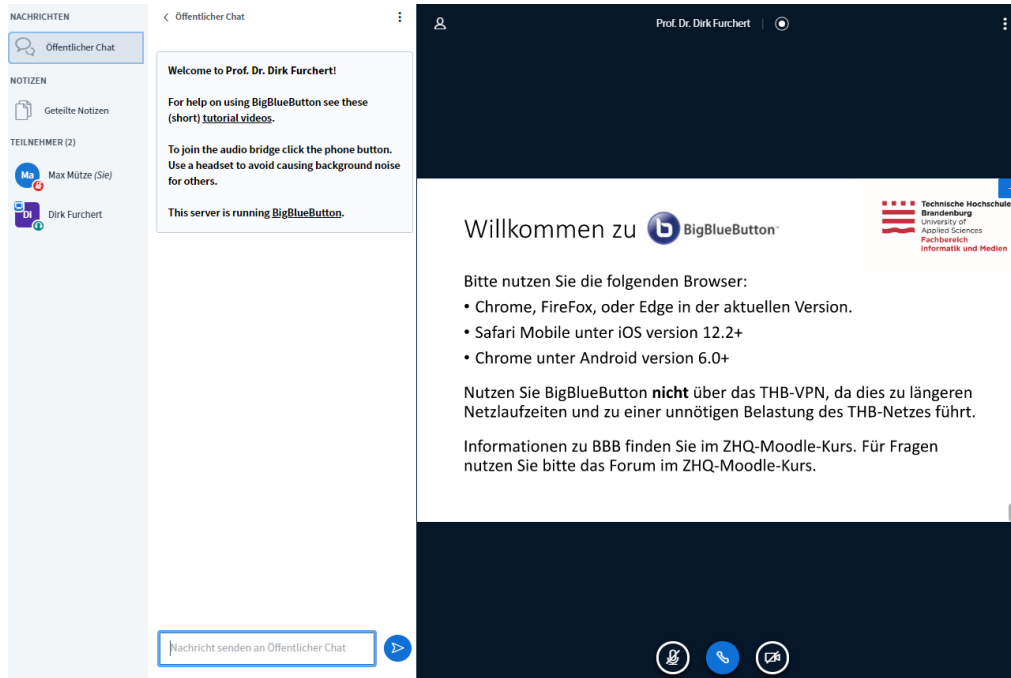 NACHRICHTEN
Öffentlicher Chat
NOTIZEN
Geteilte Notizen
TEILNEHMER (2)
Ma
Max Mütze (Sie)
DI
Dirk Furchert
Öffentlicher Chat
Welcome to Prof. Dr. Dirk Furchert!
For help on using BigBlueButton see these
(short) tutorial videos.
To join the audio bridge click the phone button.
Use a headset to avoid causing background noise
for others.
This server is running BigBlueButton.
Nachricht senden an Öffentlicher Chat
Prof. Dr. Dirk Furchert
Willkommen zu b BigBlueButton™
Technische Hochschule
Brandenburg
University of
Applied Sciences
Fachbereich
Informatik und Medien
Bitte nutzen Sie die folgenden Browser:
• Chrome, FireFox, oder Edge in der aktuellen Version.
• Safari Mobile unter iOS version 12.2+
• Chrome unter Android version 6.0+
Nutzen Sie BigBlueButton nicht über das THB-VPN, da dies zu längeren
Netzlaufzeiten und zu einer unnötigen Belastung des THB-Netzes führt.
Informationen zu BBB finden Sie im ZHQ-Moodle-Kurs. Für Fragen
nutzen Sie bitte das Forum im ZHQ-Moodle-Kurs.